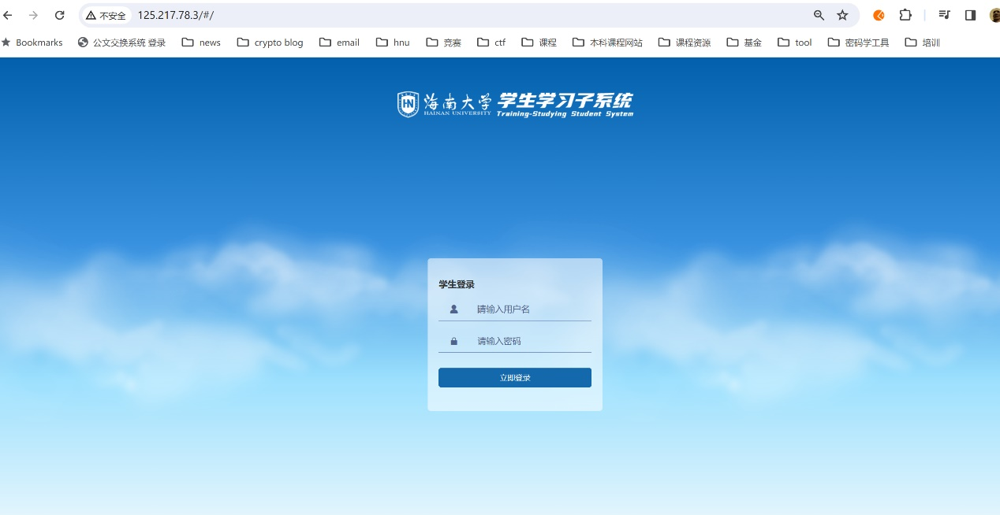 不安全 125.217.78.3/#/
Bookmarks 公文交换系统 登录 news crypto blog email hnu 竞赛 ctf 课程 本科课程网站 课程资源 基金 tool 密码学工具 培训
HN 海南大学 学生学习子系统
HAINAN UNIVERSITY Training-Studying Student System
学生登录
请输入用户名
请输入密码
立即登录